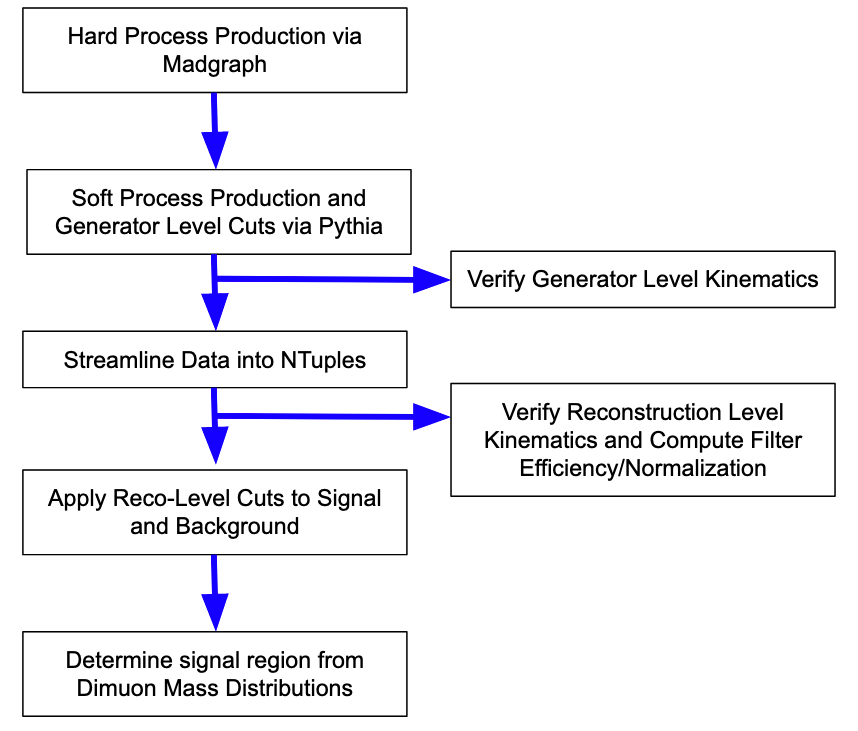 Hard Process Production via
Madgraph
Soft Process Production and
Generator Level Cuts via Pythia
Verify Generator Level Kinematics
Streamline Data into NTuples
Verify Reconstruction Level
Kinematics and Compute Filter
Efficiency/Normalization
Apply Reco-Level Cuts to Signal
and Background
Determine signal region from
Dimuon Mass Distributions